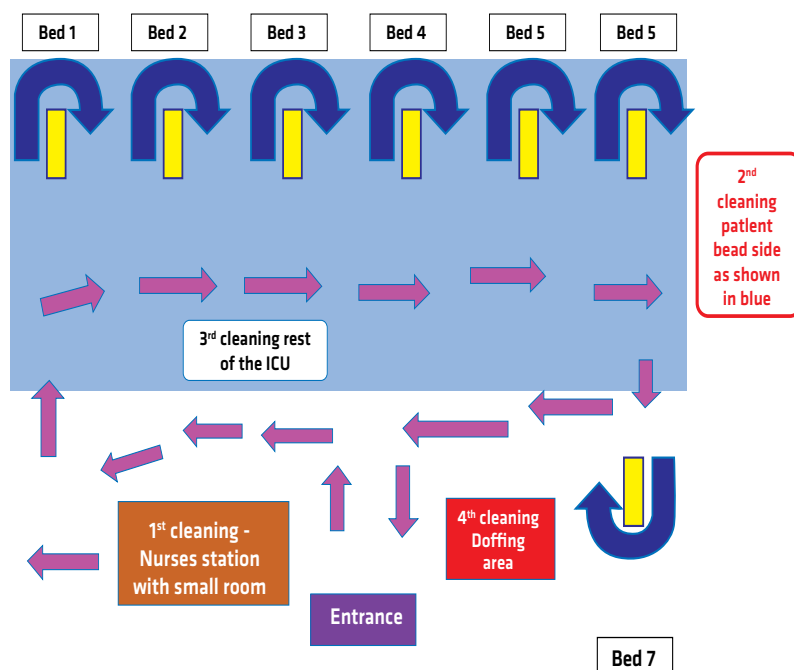 Bed 1
Bed 2
Bed 3
Bed 4
Bed 5
Bed 5
2nd
cleaning
patlent
bead side
as shown
in blue
3rd cleaning rest
of the ICU
1st cleaning -
Nurses station
with small room
4th cleaning
Doffing
area
Entrance
Bed 7